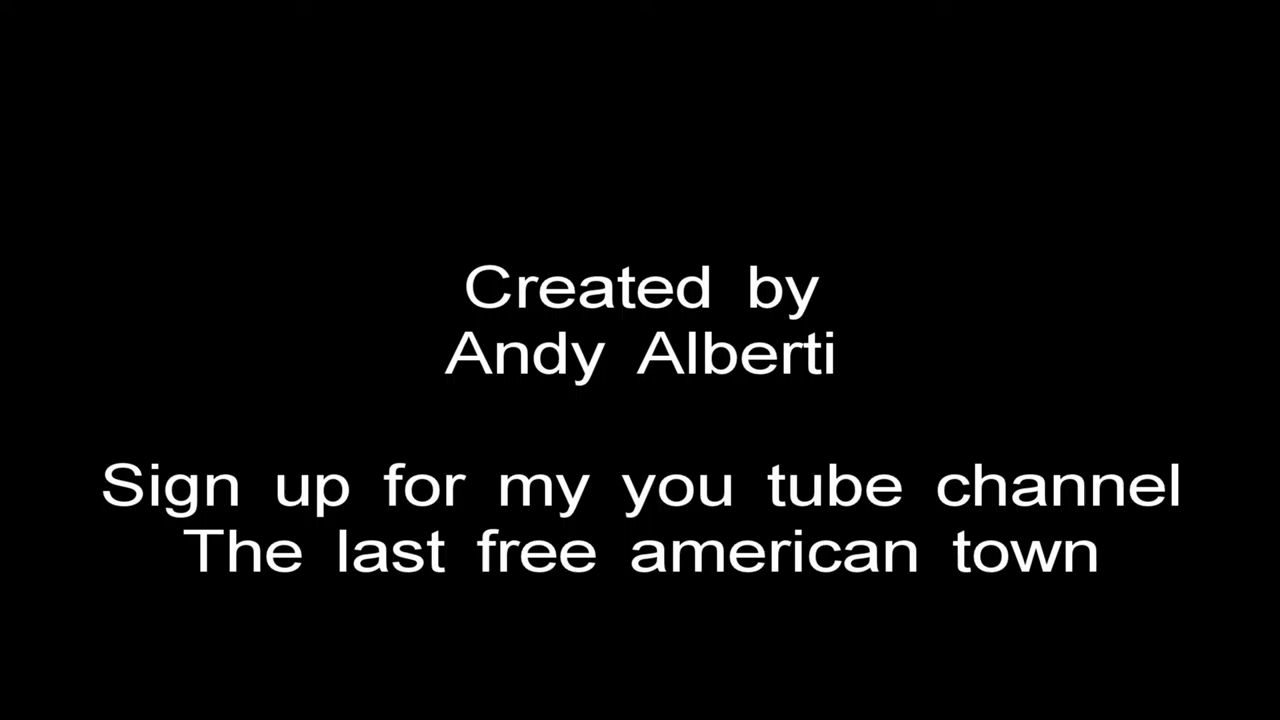 Created by
Andy Alberti
Sign up for my you tube channel
The last free american town